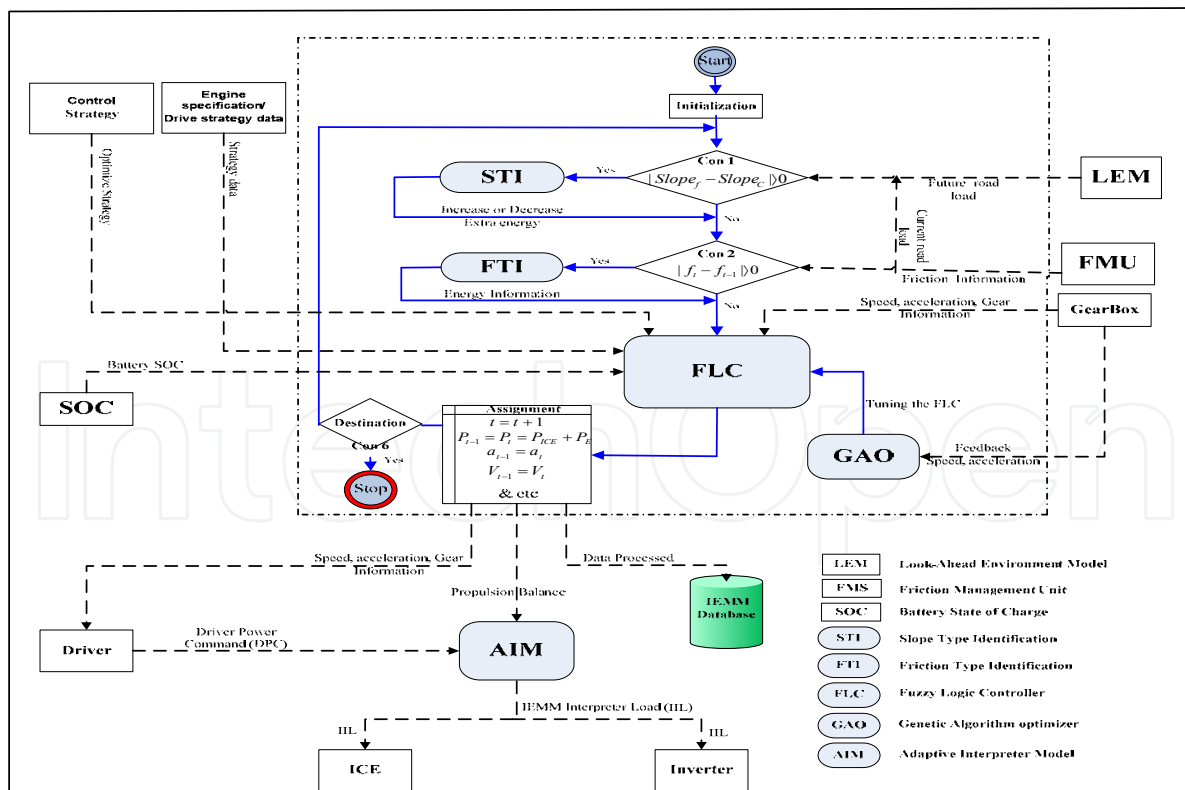 Start
Initialization
Control
Strategy
Engine
specification/
Drive strategy data
Optimize Strategy
Strategy data
Con 1
|Slope_f − Slope_C|⟩0
Yes
STI
Increase or Decrease
Extra energy
No
Future road
load
LEM
Current road
load
Con 2
| f_t − f_{t−1} |⟩0
Yes
FTI
Energy Information
No
Friction Information
FMU
Speed, acceleration, Gear
Information
GearBox
FLC
Battery SOC
SOC
Tuning the FLC
GAO
Feedback
Speed, acceleration
Destination
Con 6
Yes
Stop
Assignment
t = t + 1
P_{t−1} = P_t = P_{ICE} + P_E
a_{t−1} = a_t
V_{t−1} = V_t
& etc
IntechOpen
Speed, acceleration, Gear
Information
Data Processed
Propulsion Balance
IEMM
Database
Driver
Driver Power
Command (DPC)
AIM
IEMM Interpreter Load (IIL)
IIL
IIL
ICE
Inverter
LEM Look-Ahead Environment Model
FMS Friction Management Unit
SOC Battery State of Charge
STI Slope Type Identification
FTI Friction Type Identification
FLC Fuzzy Logic Controller
GAO Genetic Algorithm optimizer
AIM Adaptive Interpreter Model